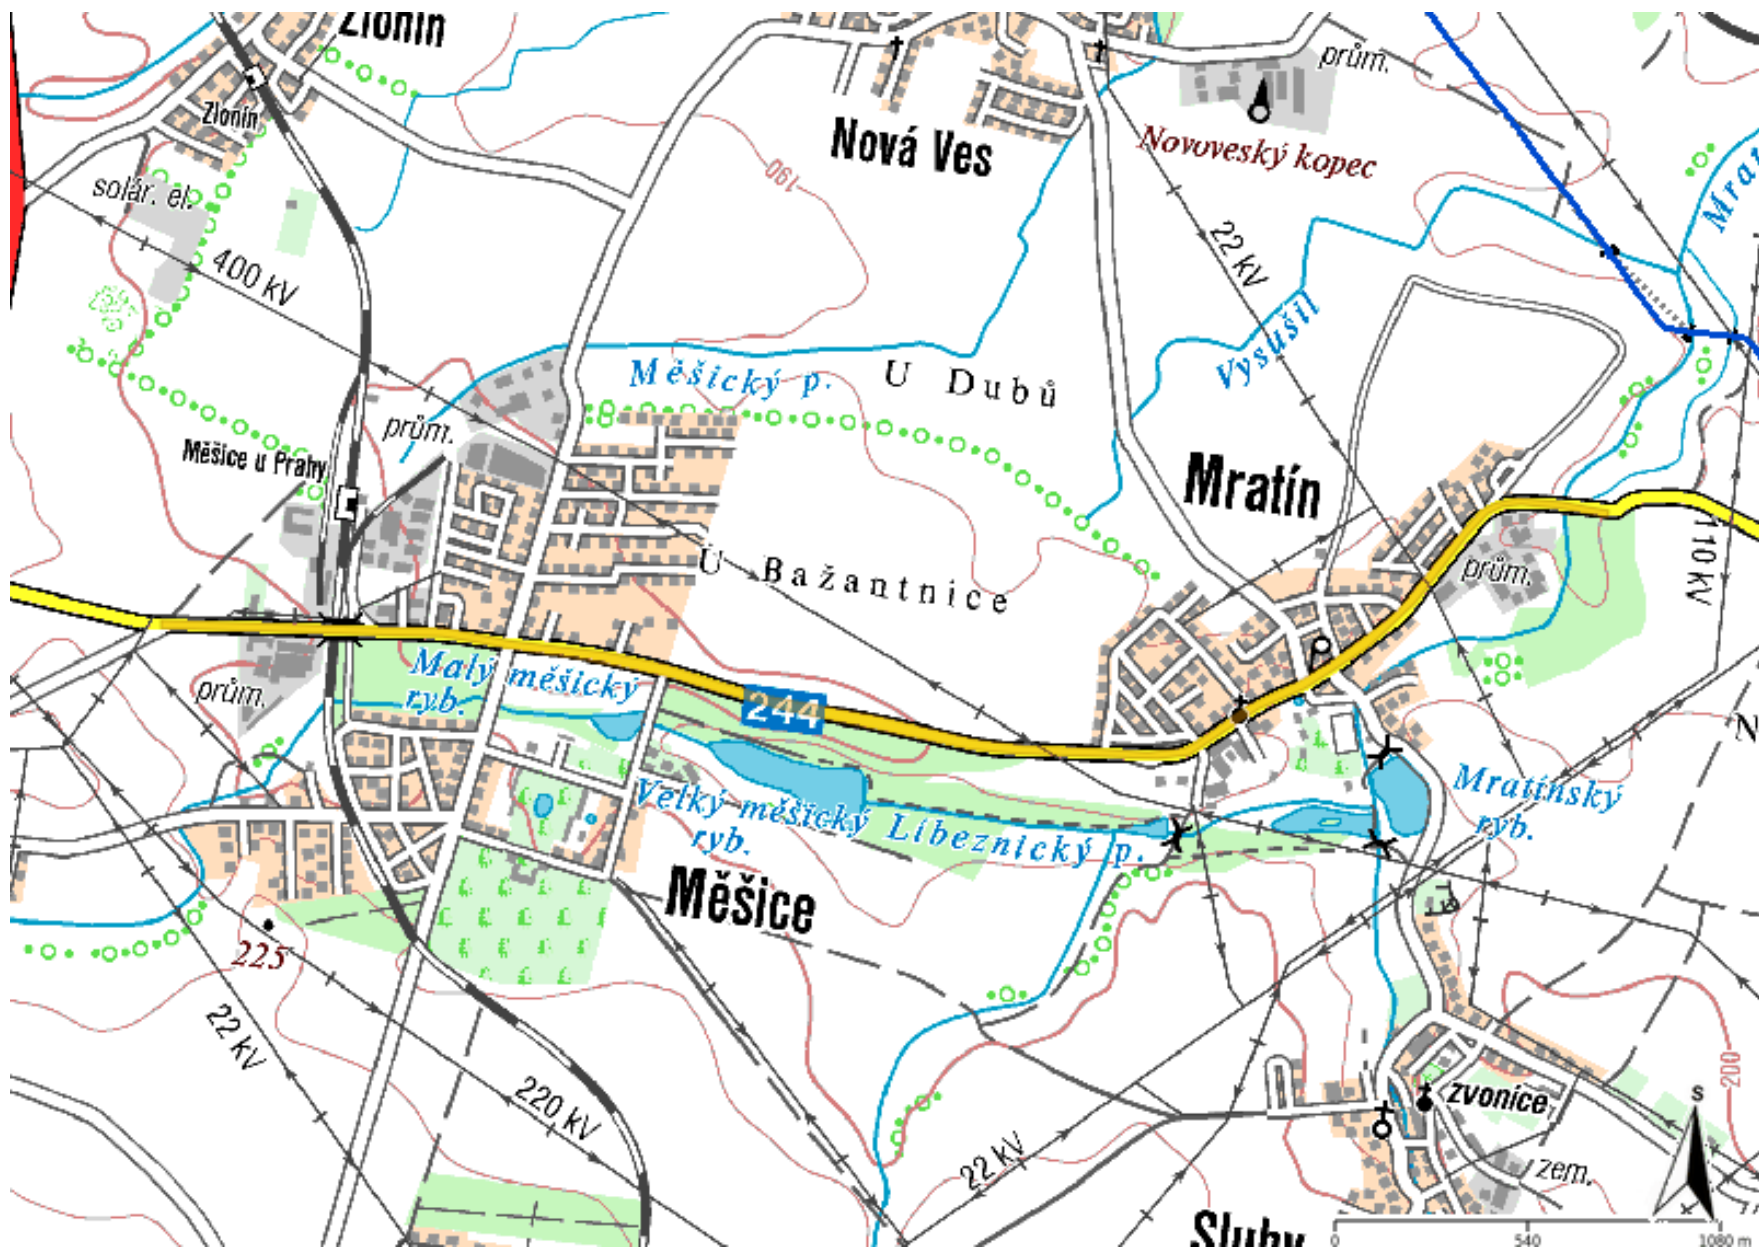 Zlonín
Zlonín
prům.
Nová Ves
Novoveský kopec
190
solár. el.
400 kV
22 kV
Vysušil
Měšický p.
U Dubů
prům.
Měšice u Prahy
Mratín
U Bažantnice
prům.
110 kV
Malý měšický
ryb.
prům.
244
Velký měšický
ryb.
Líbeznický p.
Mratínský
ryb.
N
Měšice
225
22 kV
220 kV
22 kV
200
S
zvonice
zem.
Sluhy
0 540 1080 m